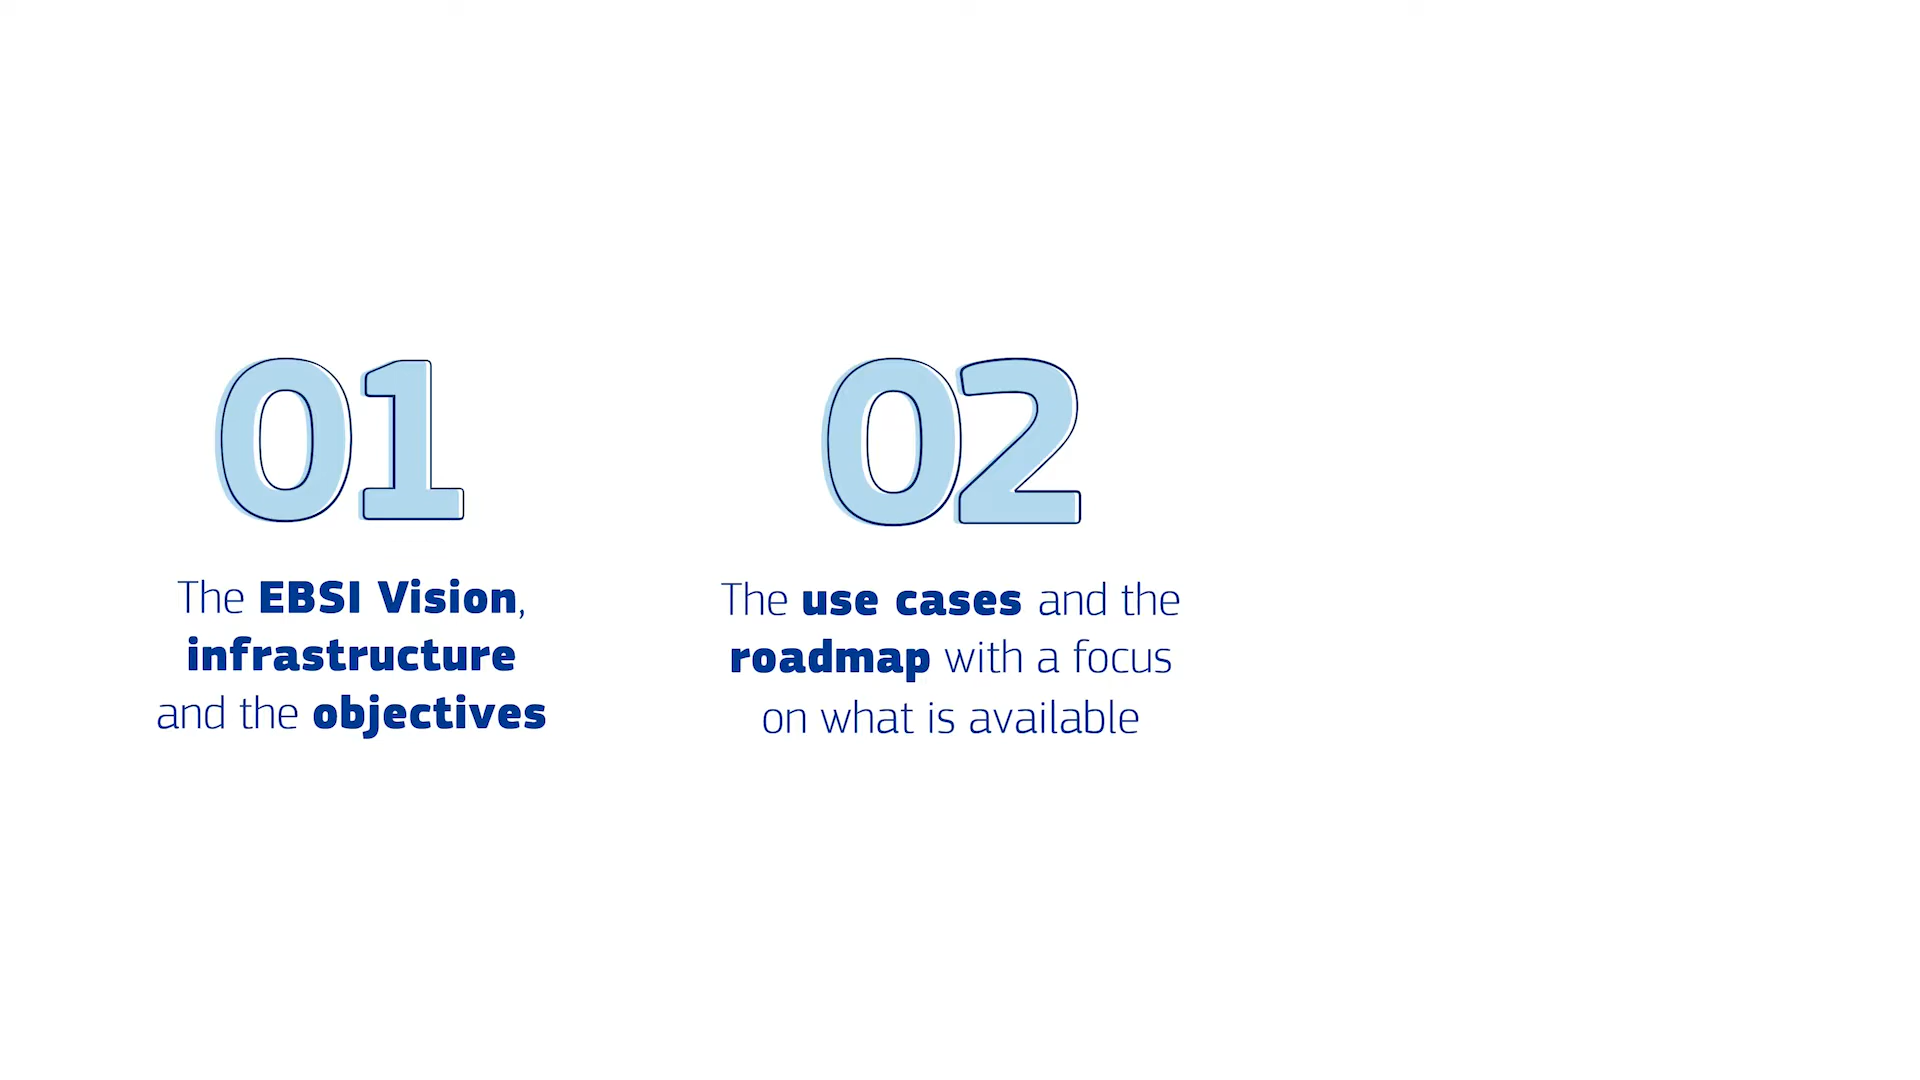 01
The EBSI Vision,
infrastructure
and the objectives
02
The use cases and the
roadmap with a focus
on what is available